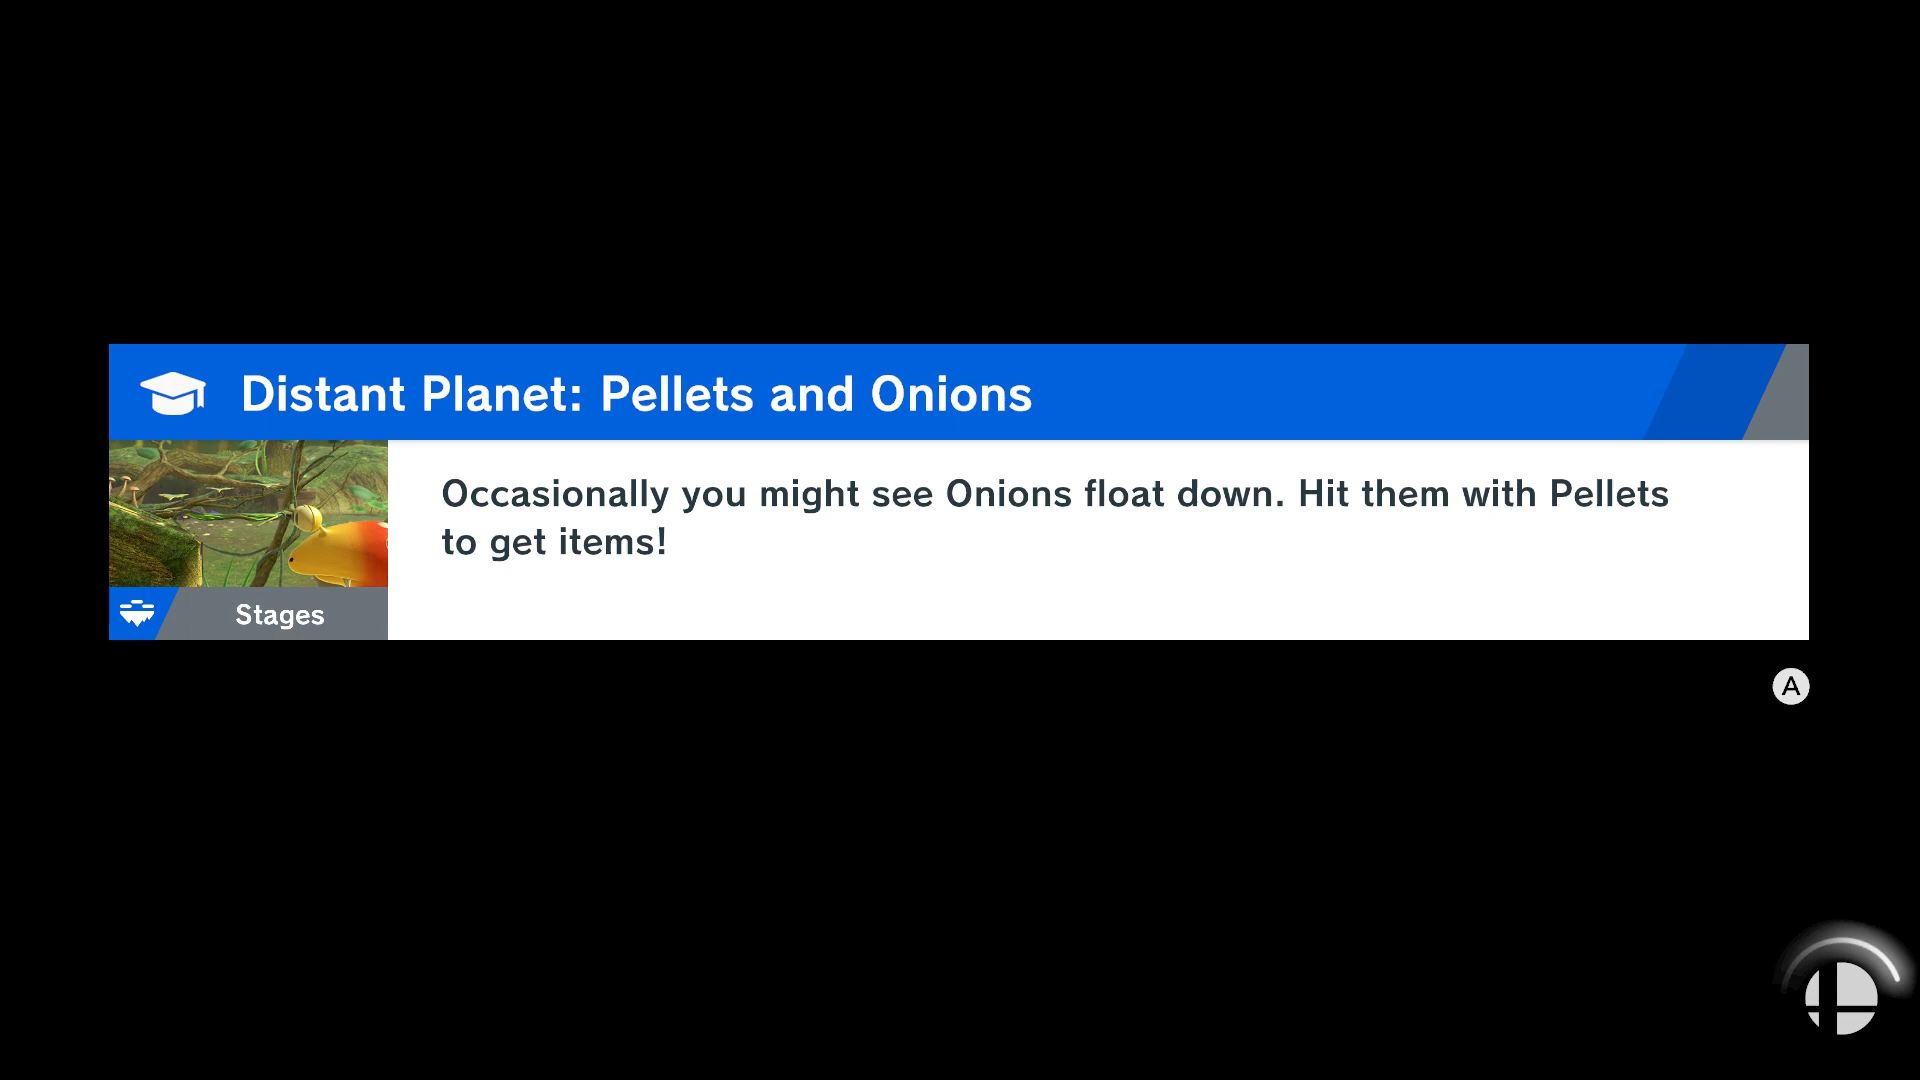 Distant Planet: Pellets and Onions
Occasionally you might see Onions float down. Hit them with Pellets
to get items!
Stages
A